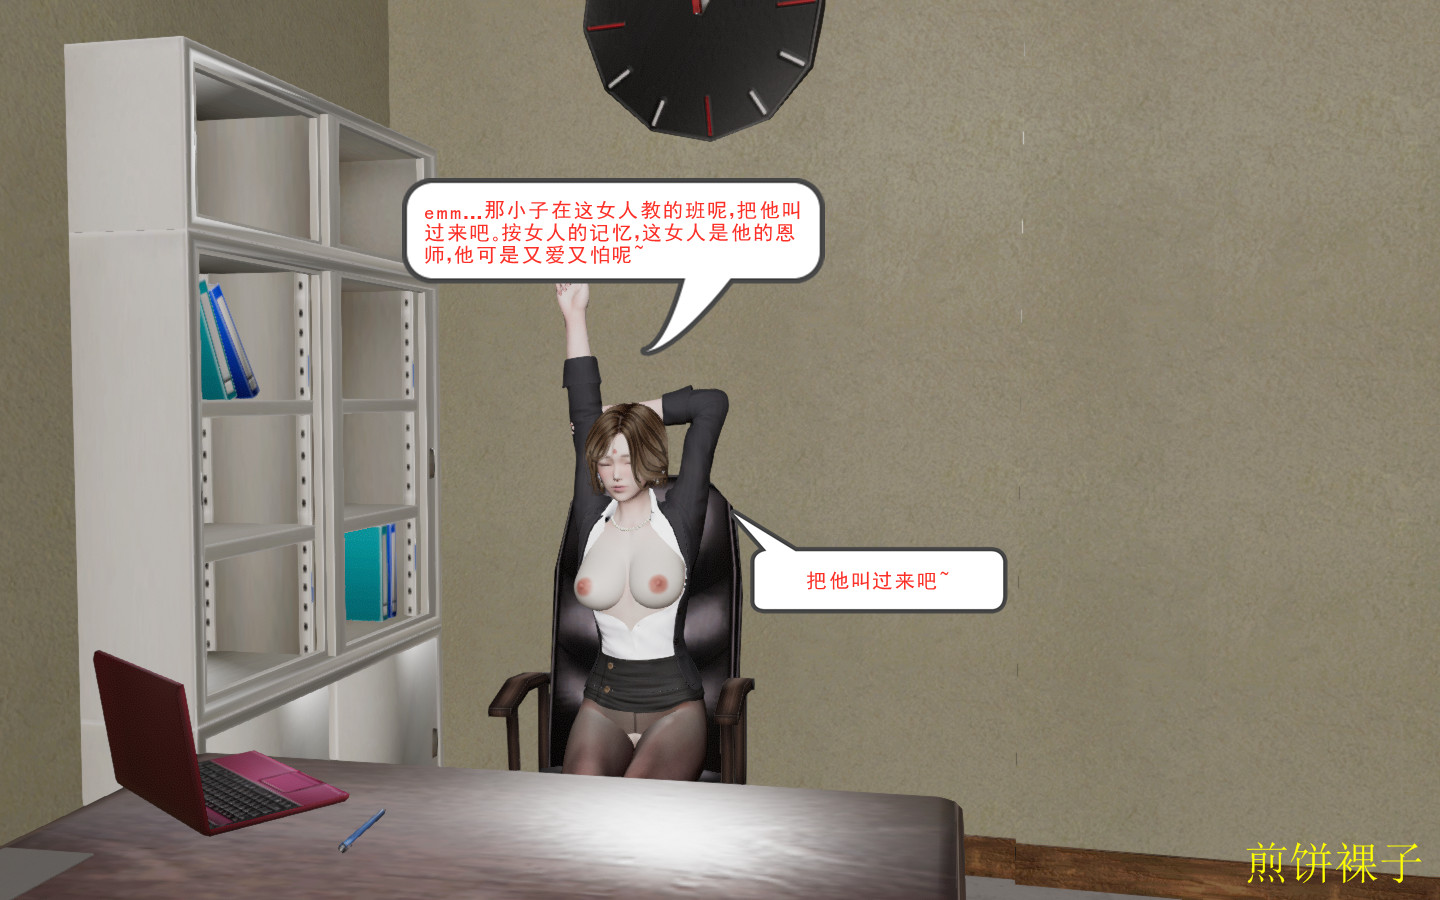 emm...那小子在这女人教的班呢,把他叫
过来吧。按女人的记忆,这女人是他的恩
师,他可是又爱又怕呢~
把他叫过来吧~
煎饼裸子